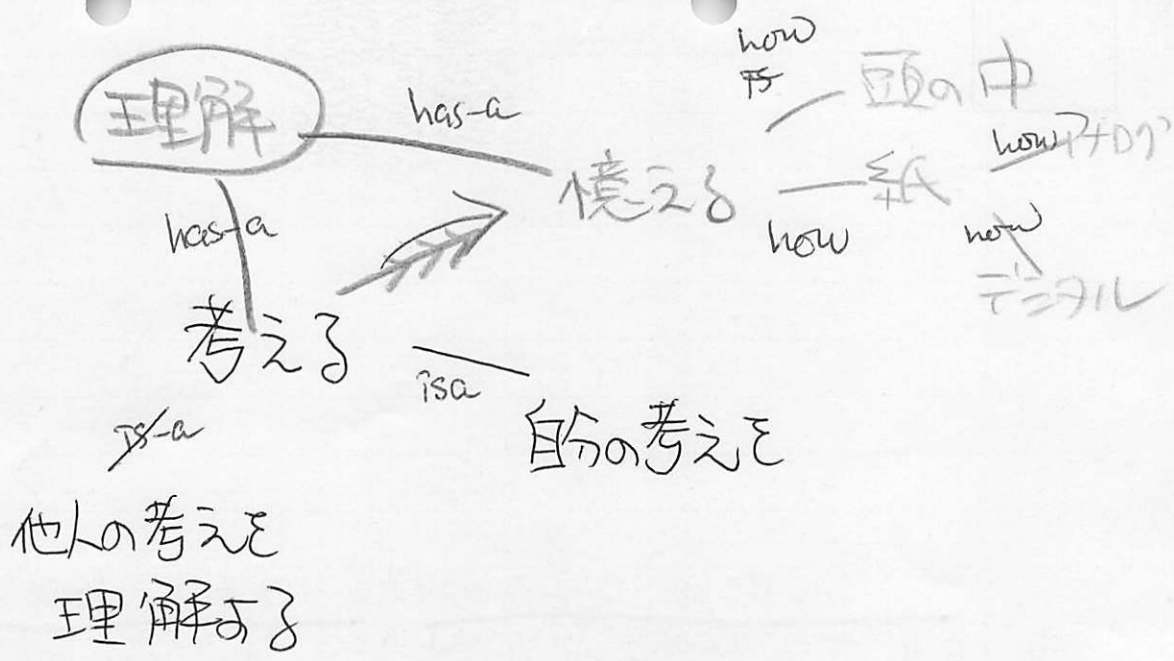 how
is
頭の中
理解
has-a
how アナログ
憶える
紙
has-a
how
how
デジタル
考える
isa
is-a
自分の考えを
他人の考えを
理解する